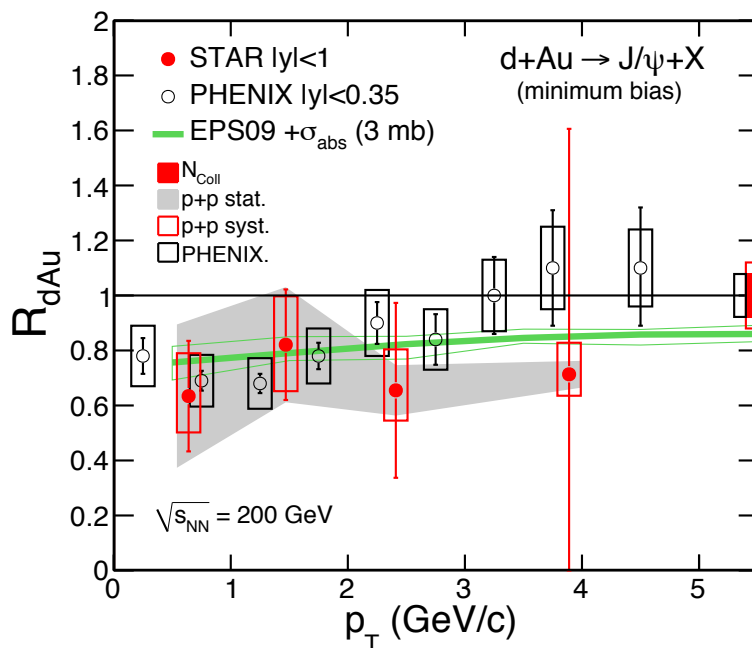 STAR |y|<1
PHENIX |y|<0.35
EPS09 +σabs (3 mb)
NColl
p+p stat.
p+p syst.
PHENIX.
d+Au → J/ψ+X
(minimum bias)
√sNN = 200 GeV
RdAu
2
1.8
1.6
1.4
1.2
1
0.8
0.6
0.4
0.2
0
0 1 2 3 4 5
pT (GeV/c)